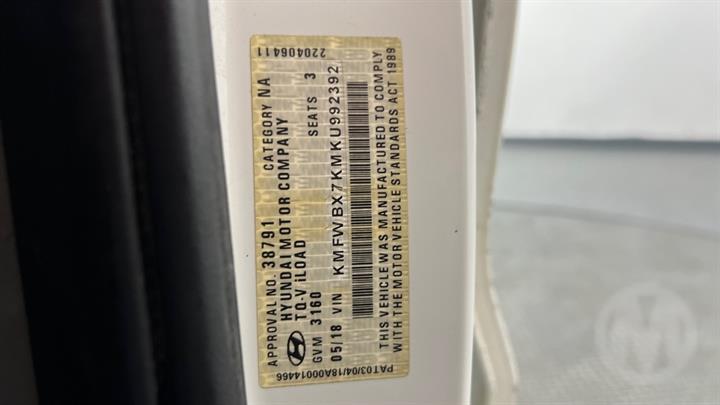 APPROVAL NO. 38791 CATEGORY NA 220406411
HYUNDAI MOTOR COMPANY
TQ-V iLOAD
GVM 3160 SEATS 3
05/18 VIN KMFWBX7KMKU992392
THIS VEHICLE WAS MANUFACTURED TO COMPLY
WITH THE MOTOR VEHICLE STANDARDS ACT 1989
PAT03/04/18A00014466